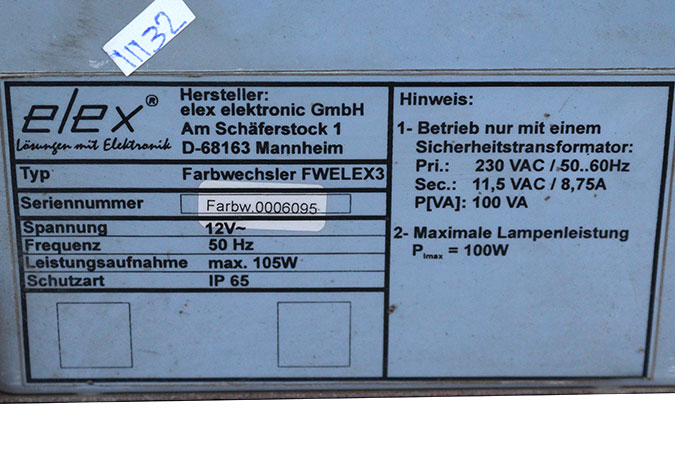 11132
elex®
Lösungen mit Elektronik
Hersteller:
elex elektronic GmbH
Am Schäferstock 1
D-68163 Mannheim
Typ Farbwechsler FWELEX3
Seriennummer Farbw.0006095
Spannung 12V~
Frequenz 50 Hz
Leistungsaufnahme max. 105W
Schutzart IP 65
Hinweis:
1- Betrieb nur mit einem
Sicherheitstransformator:
Pri.: 230 VAC / 50..60Hz
Sec.: 11,5 VAC / 8,75A
P[VA]: 100 VA
2- Maximale Lampenleistung
Plmax = 100W